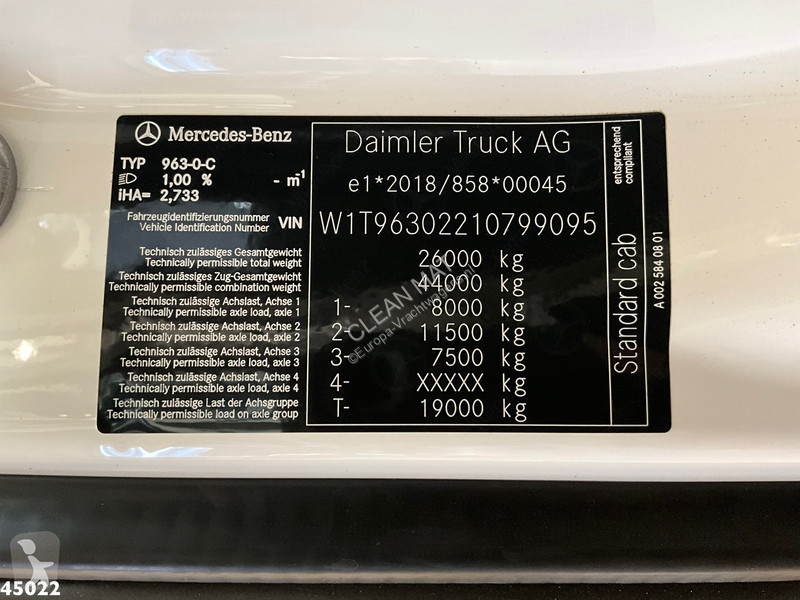 Mercedes-Benz
TYP 963-0-C
1,00 % - m⁻¹
iHA= 2,733
Fahrzeugidentifizierungsnummer
Vehicle Identification Number VIN
Technisch zulässiges Gesamtgewicht
Technically permissible total weight
Technisch zulässiges Zug-Gesamtgewicht
Technically permissible combination weight
Technisch zulässige Achslast, Achse 1
Technically permissible axle load, axle 1
Technisch zulässige Achslast, Achse 2
Technically permissible axle load, axle 2
Technisch zulässige Achslast, Achse 3
Technically permissible axle load, axle 3
Technisch zulässige Achslast, Achse 4
Technically permissible axle load, axle 4
Technisch zulässige Last der Achsgruppe
Technically permissible load on axle group
Daimler Truck AG
e1*2018/858*00045
W1T96302210799095
26000 kg
44000 kg
1- 8000 kg
2- 11500 kg
3- 7500 kg
4- XXXXX kg
T- 19000 kg
Standard cab
entsprechend
compliant
A 002 584 08 01
CLEAN MAT
©Europa-Vrachtwagens.nl
45022